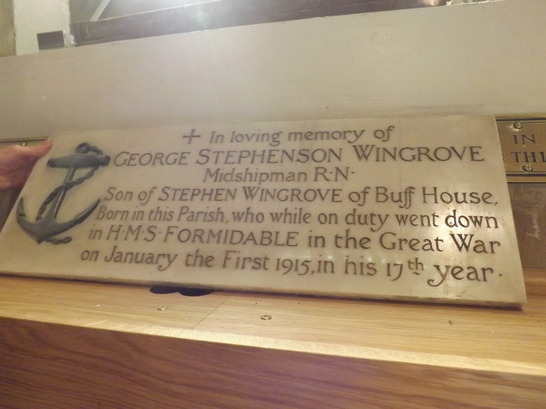 + In loving memory of
GEORGE STEPHENSON WINGROVE
Midshipman R·N·
Son of STEPHEN WINGROVE of Buff House,
Born in this Parish, who while on duty went down
in H·M·S· FORMIDABLE in the Great War
on January the First 1915, in his 17th year·
IN
THI